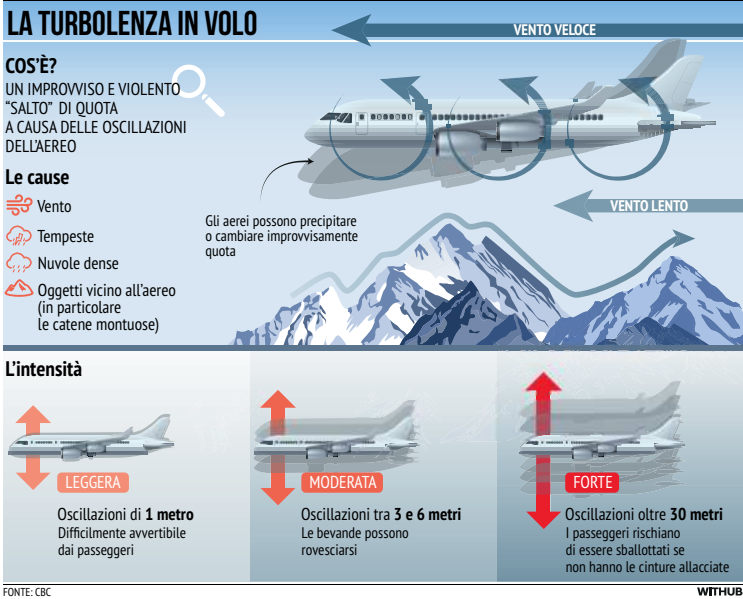 LA TURBOLENZA IN VOLO
VENTO VELOCE
COS'È?
UN IMPROVVISO E VIOLENTO
“SALTO” DI QUOTA
A CAUSA DELLE OSCILLAZIONI
DELL'AEREO
Le cause
Vento
Tempeste
Nuvole dense
Oggetti vicino all'aereo
(in particolare
le catene montuose)
Gli aerei possono precipitare
o cambiare improvvisamente
quota
VENTO LENTO
L'intensità
LEGGERA
Oscillazioni di 1 metro
Difficilmente avvertibile
dai passeggeri
MODERATA
Oscillazioni tra 3 e 6 metri
Le bevande possono
rovesciarsi
FORTE
Oscillazioni oltre 30 metri
I passeggeri rischiano
di essere sballottati se
non hanno le cinture allacciate
FONTE: CBC
WITHUB